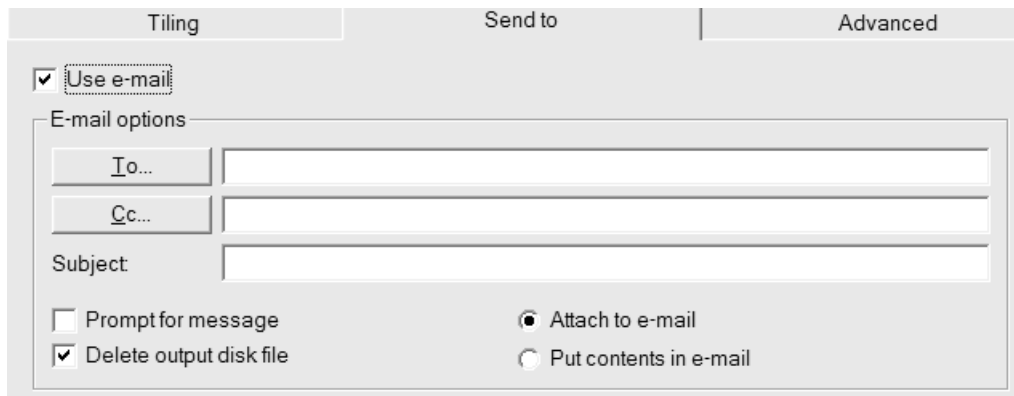 Tiling Send to Advanced
Use e-mail
E-mail options
To...
Cc...
Subject:
Prompt for message Attach to e-mail
Delete output disk file Put contents in e-mail